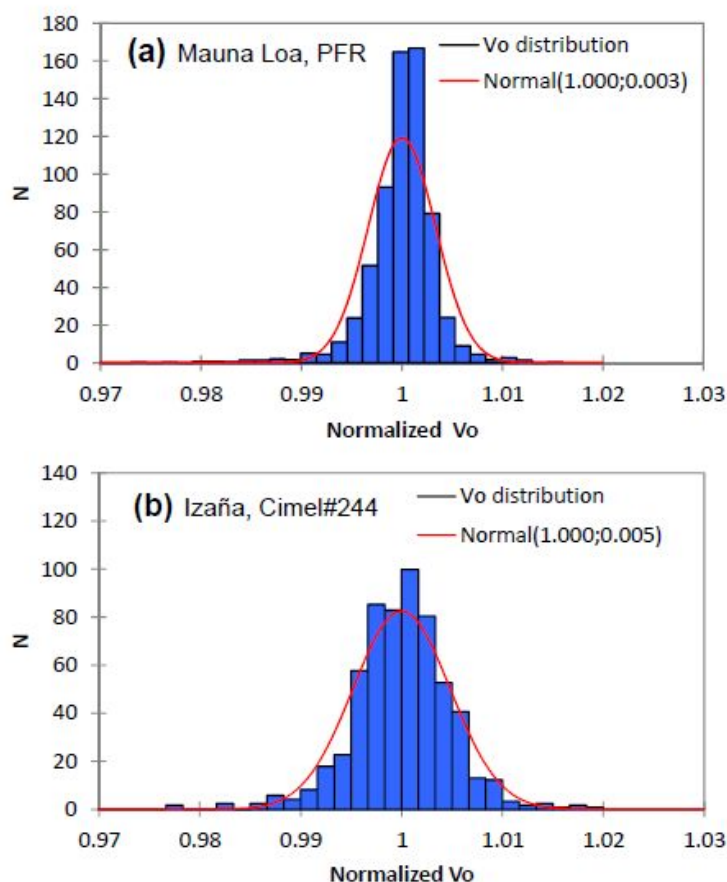 180
160
140
120
100
80
60
40
20
0
N
(a) Mauna Loa, PFR
Vo distribution
Normal(1.000;0.003)
0.97 0.98 0.99 1 1.01 1.02 1.03
Normalized Vo
140
120
100
80
60
40
20
0
N
(b) Izaña, Cimel#244
Vo distribution
Normal(1.000;0.005)
0.97 0.98 0.99 1 1.01 1.02 1.03
Normalized Vo